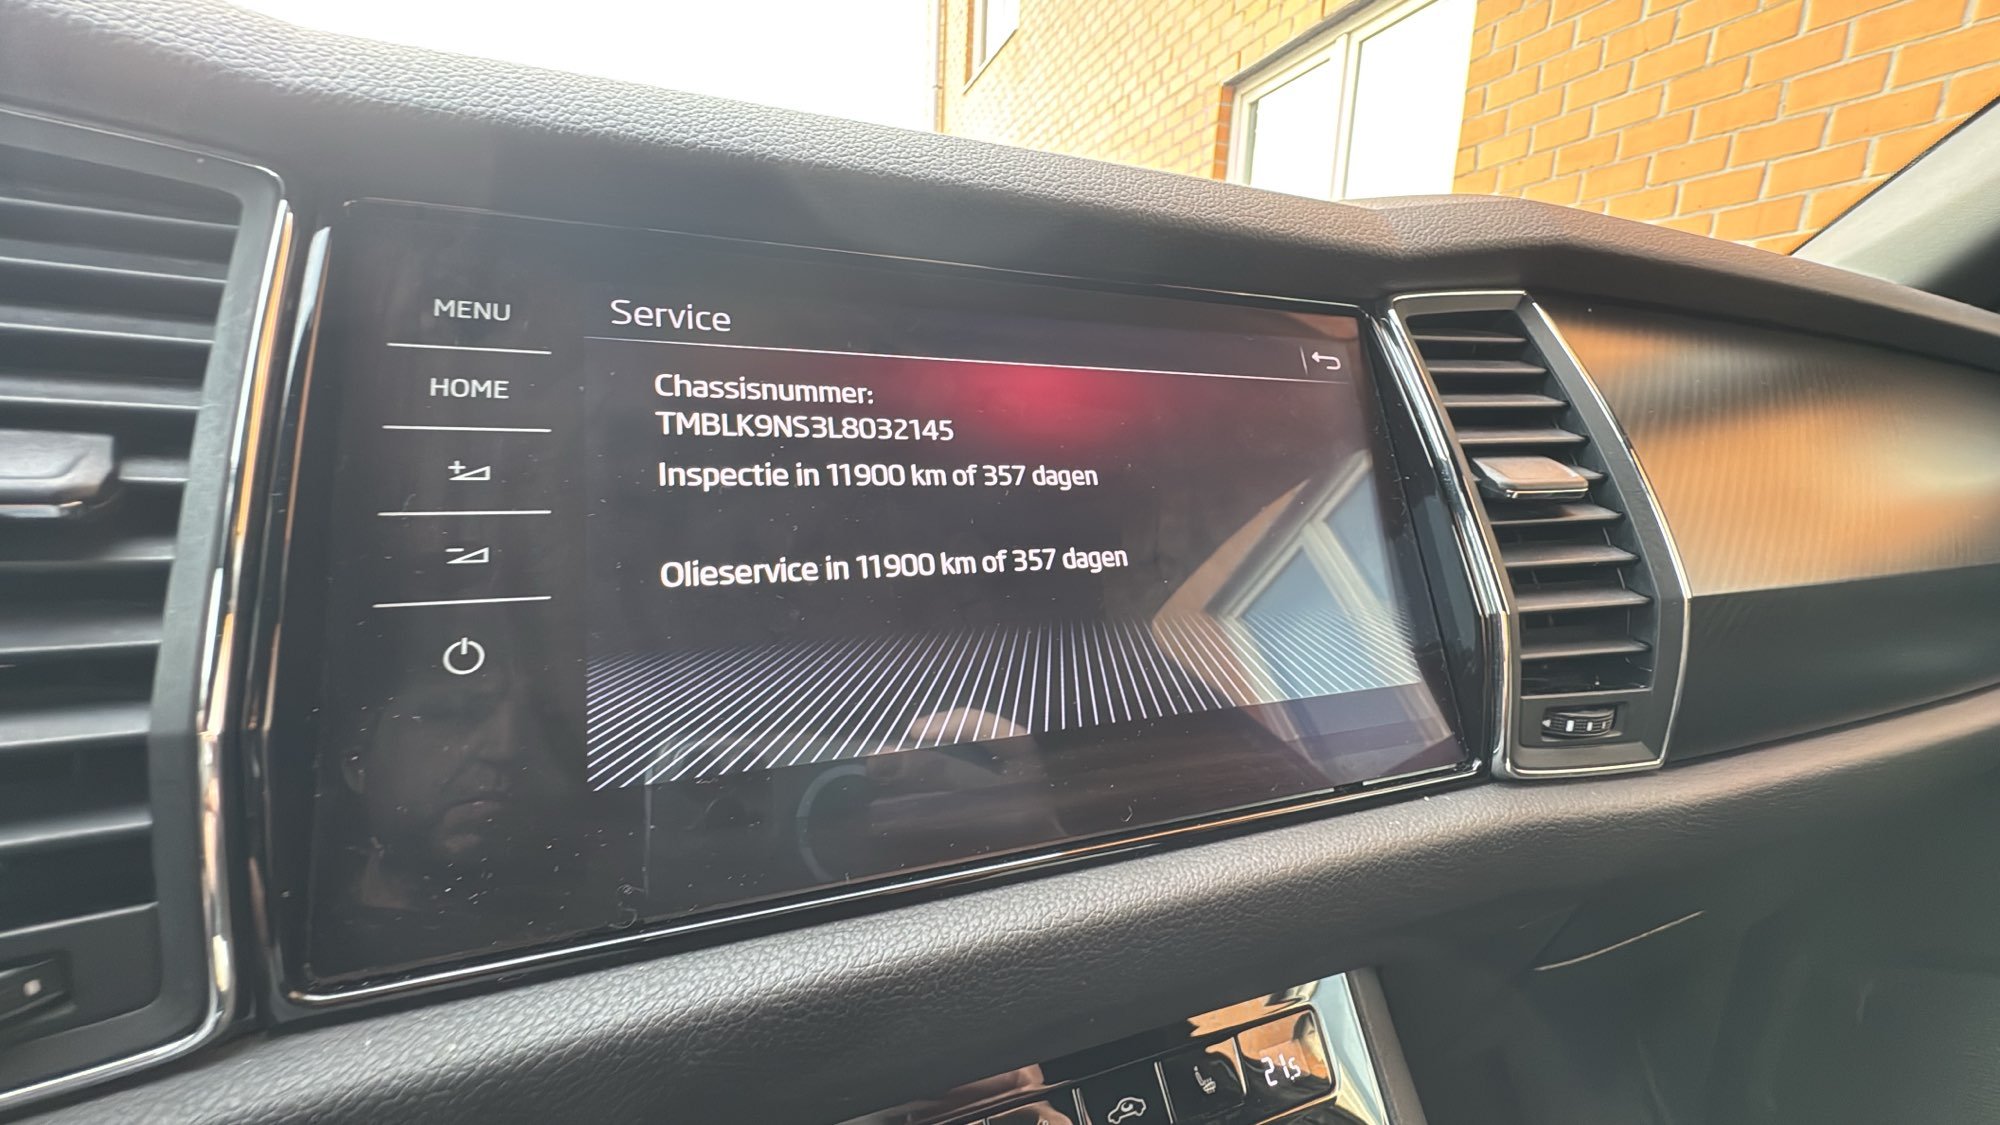 MENU
HOME
Service
Chassisnummer:
TMBLK9NS3L8032145
Inspectie in 11900 km of 357 dagen
Olieservice in 11900 km of 357 dagen
21.5